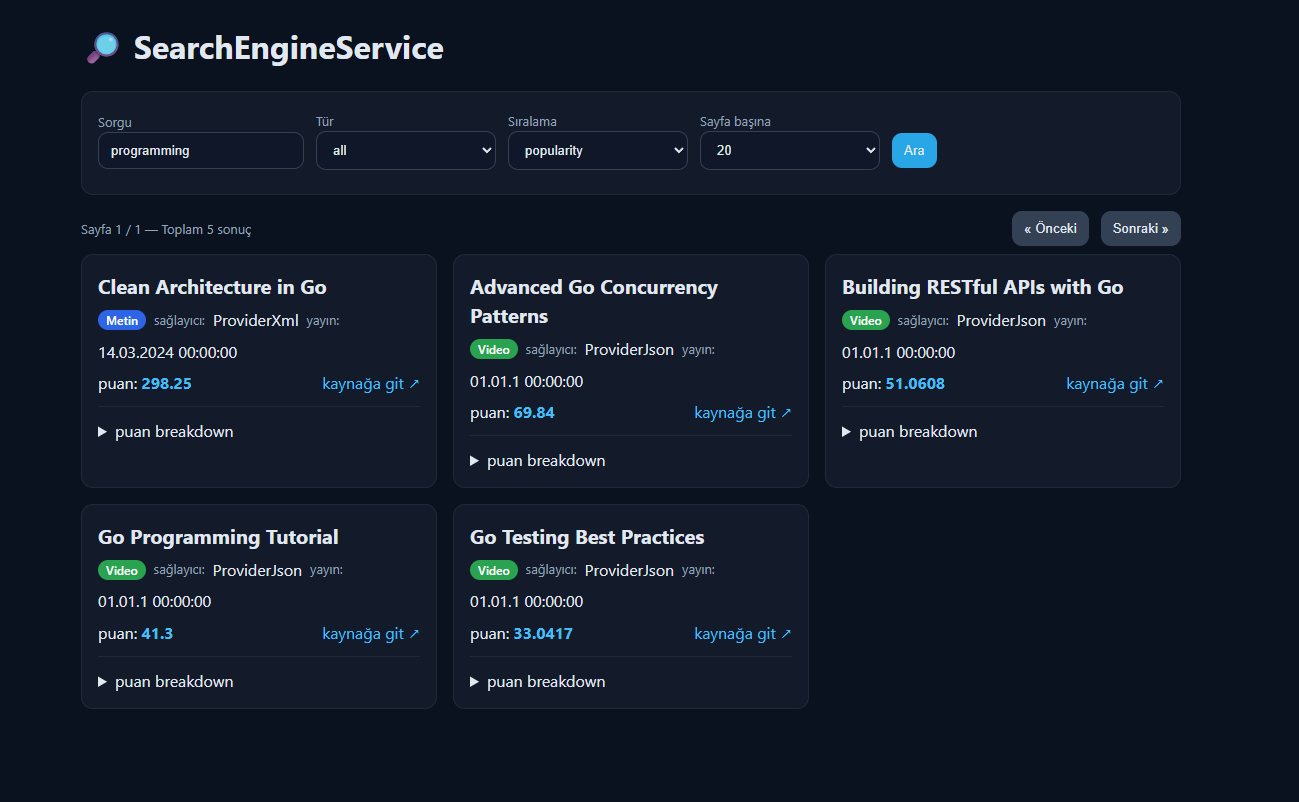 SearchEngineService
Sorgu
Tür
Sıralama
Sayfa başına
programming
all
popularity
20
Ara
Sayfa 1 / 1 — Toplam 5 sonuç
« Önceki
Sonraki »
Clean Architecture in Go
Metin sağlayıcı: ProviderXml yayın:
14.03.2024 00:00:00
puan: 298.25
kaynağa git ↗
▶ puan breakdown
Advanced Go Concurrency
Patterns
Video sağlayıcı: ProviderJson yayın:
01.01.1 00:00:00
puan: 69.84
kaynağa git ↗
▶ puan breakdown
Building RESTful APIs with Go
Video sağlayıcı: ProviderJson yayın:
01.01.1 00:00:00
puan: 51.0608
kaynağa git ↗
▶ puan breakdown
Go Programming Tutorial
Video sağlayıcı: ProviderJson yayın:
01.01.1 00:00:00
puan: 41.3
kaynağa git ↗
▶ puan breakdown
Go Testing Best Practices
Video sağlayıcı: ProviderJson yayın:
01.01.1 00:00:00
puan: 33.0417
kaynağa git ↗
▶ puan breakdown